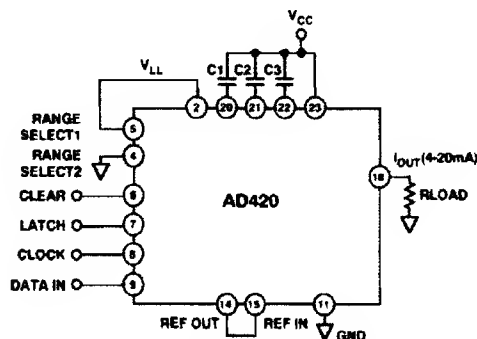 VCC
VLL
C1 C2 C3
2 20 21 22 23
RANGE
SELECT1
5
RANGE
SELECT2
4
IOUT (4-20mA)
18
RLOAD
CLEAR 6
AD420
LATCH 7
CLOCK 8
DATA IN 9
14 15 11
REF OUT REF IN GND